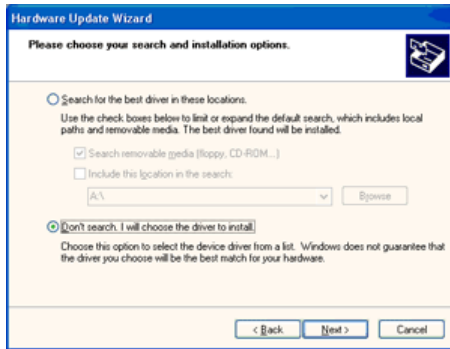 Hardware Update Wizard
Please choose your search and installation options.
Search for the best driver in these locations.
Use the check boxes below to limit or expand the default search, which includes local
paths and removable media. The best driver found will be installed.
Search removable media (floppy, CD-ROM...)
Include this location in the search:
A:\
Browse
Don't search. I will choose the driver to install.
Choose this option to select the device driver from a list. Windows does not guarantee that
the driver you choose will be the best match for your hardware.
< Back
Next >
Cancel